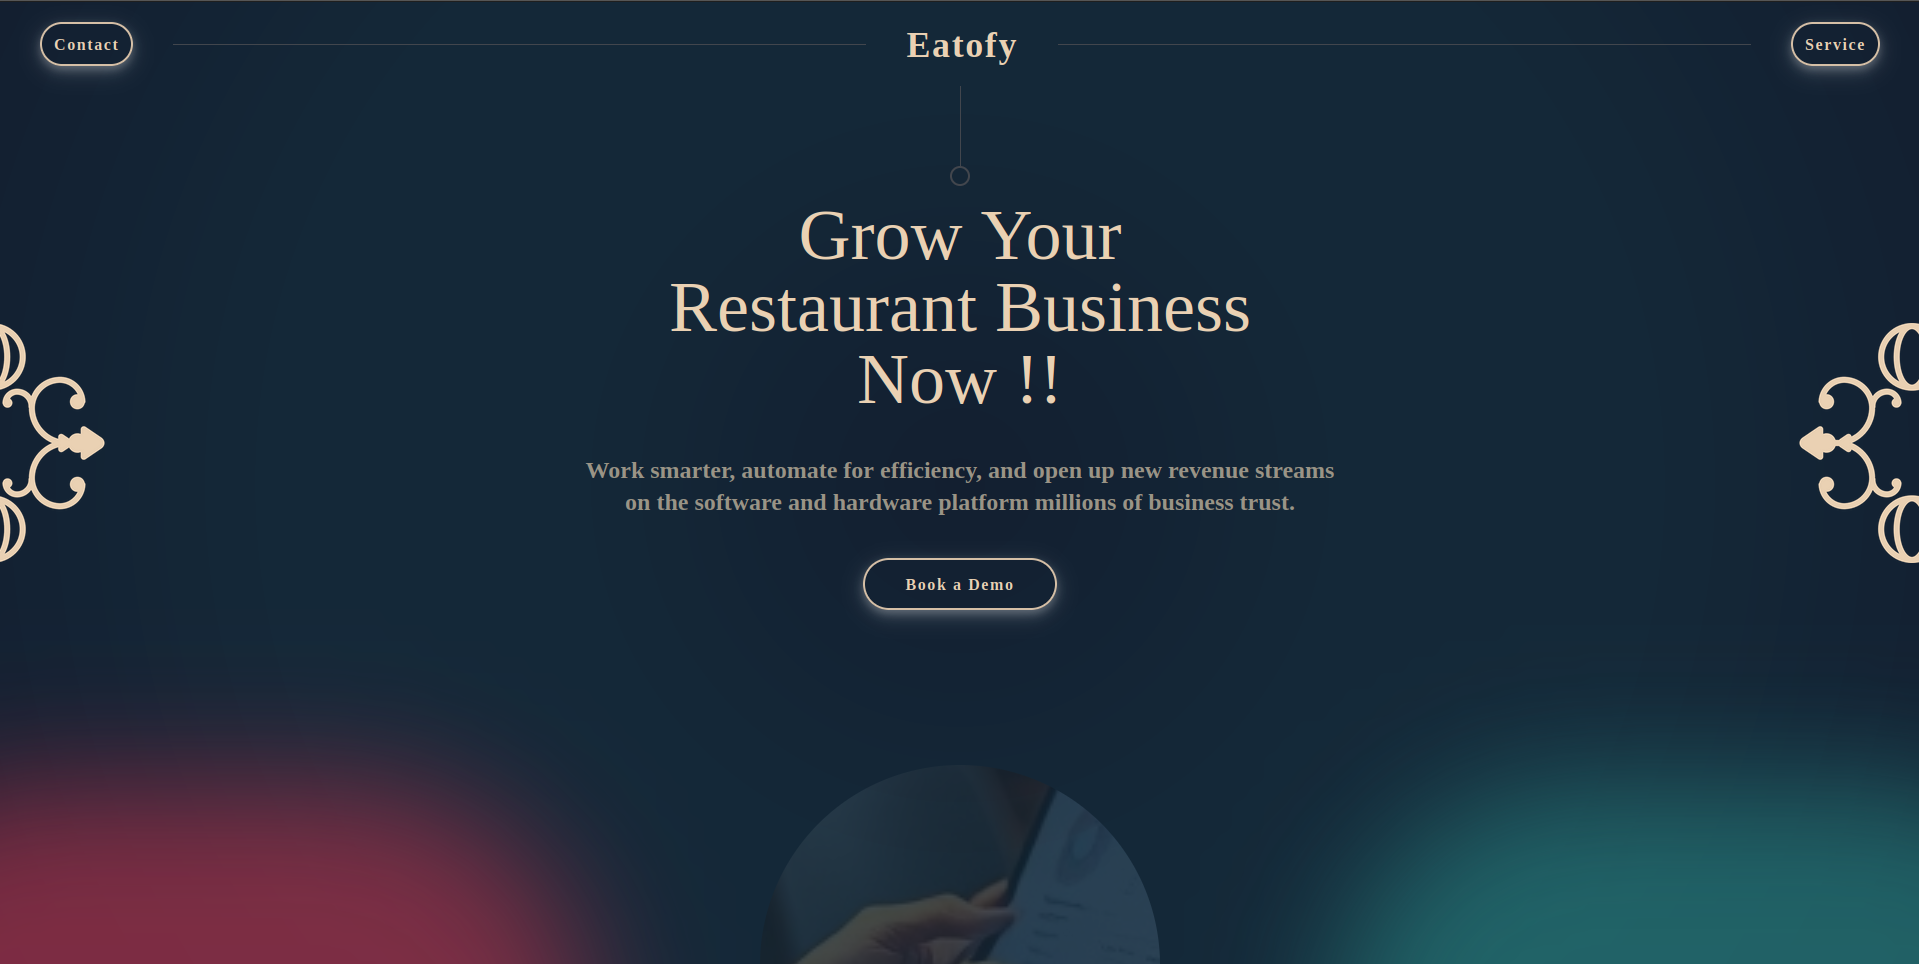 Contact
Eatofy
Service
Grow Your
Restaurant Business
Now !!
Work smarter, automate for efficiency, and open up new revenue streams
on the software and hardware platform millions of business trust.
Book a Demo